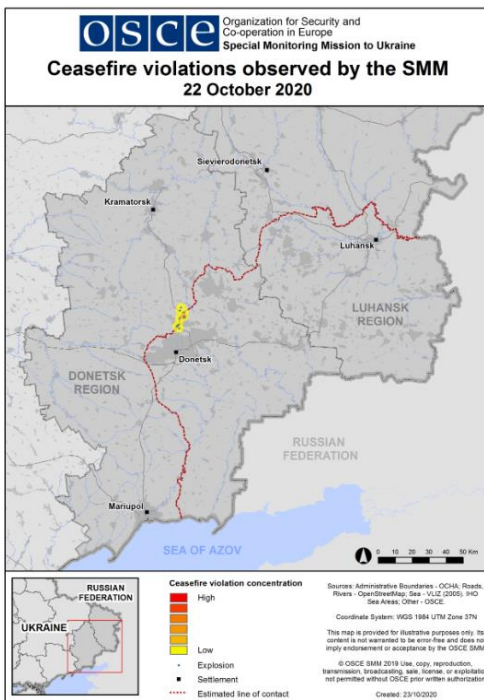 OSCE Organization for Security and
Co-operation in Europe
Special Monitoring Mission to Ukraine
Ceasefire violations observed by the SMM
22 October 2020
Sievierodonetsk
Kramatorsk
Luhansk
LUHANSK
REGION
Donetsk
DONETSK
REGION
RUSSIAN
FEDERATION
Mariupol
SEA OF AZOV
0 10 20 30 40 50 Km
RUSSIAN
FEDERATION
UKRAINE
Ceasefire violation concentration
High
Low
Explosion
Settlement
Estimated line of contact
Sources: Administrative Boundaries - OCHA; Roads,
Rivers - OpenStreetMap; Sea - VLIZ (2005). IHO
Sea Areas; Other - OSCE.
Coordinate System: WGS 1984 UTM Zone 37N
This map is provided for illustrative purposes only. Its
content is not warranted to be error-free and does not
imply endorsement or acceptance by the OSCE SMM.
© OSCE SMM 2019 Use, copy, reproduction,
transmission, broadcasting, sale, license, or exploitation
not permitted without OSCE prior written authorization.
Created: 23/10/2020